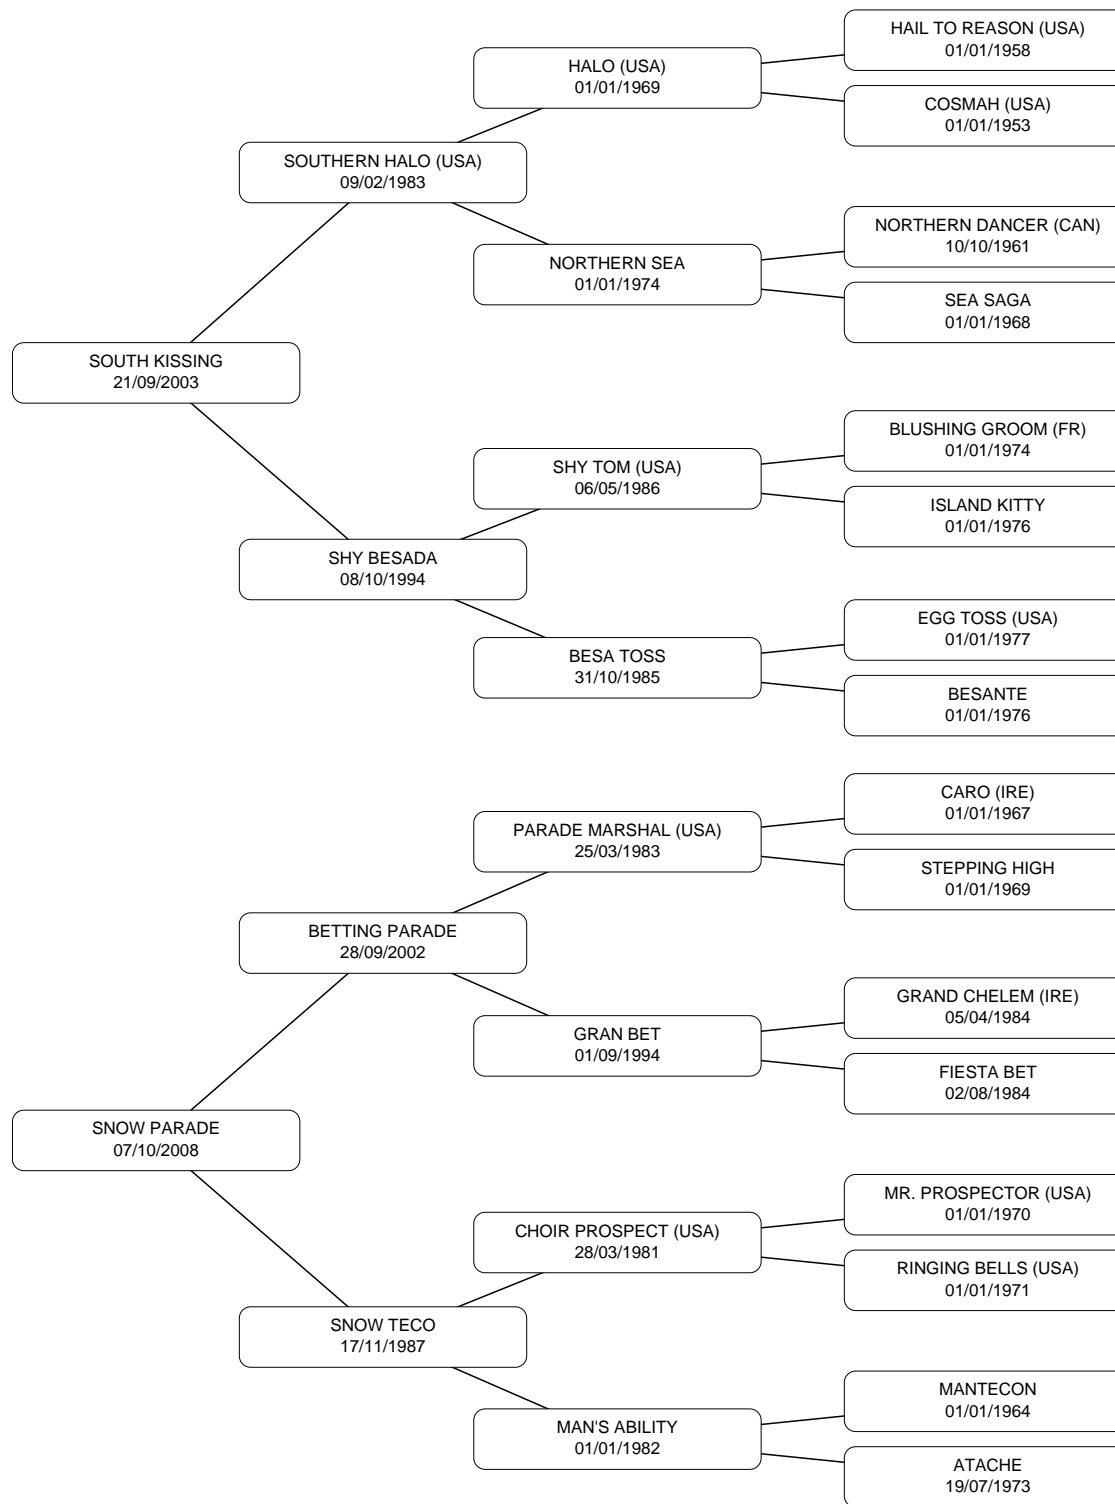 HAIL TO REASON (USA)
01/01/1958
HALO (USA)
01/01/1969
COSMAH (USA)
01/01/1953
SOUTHERN HALO (USA)
09/02/1983
NORTHERN DANCER (CAN)
10/10/1961
NORTHERN SEA
01/01/1974
SEA SAGA
01/01/1968
SOUTH KISSING
21/09/2003
BLUSHING GROOM (FR)
01/01/1974
SHY TOM (USA)
06/05/1986
ISLAND KITTY
01/01/1976
SHY BESADA
08/10/1994
EGG TOSS (USA)
01/01/1977
BESA TOSS
31/10/1985
BESANTE
01/01/1976
CARO (IRE)
01/01/1967
PARADE MARSHAL (USA)
25/03/1983
STEPPING HIGH
01/01/1969
BETTING PARADE
28/09/2002
GRAND CHELEM (IRE)
05/04/1984
GRAN BET
01/09/1994
FIESTA BET
02/08/1984
SNOW PARADE
07/10/2008
MR. PROSPECTOR (USA)
01/01/1970
CHOIR PROSPECT (USA)
28/03/1981
RINGING BELLS (USA)
01/01/1971
SNOW TECO
17/11/1987
MANTECON
01/01/1964
MAN'S ABILITY
01/01/1982
ATACHE
19/07/1973